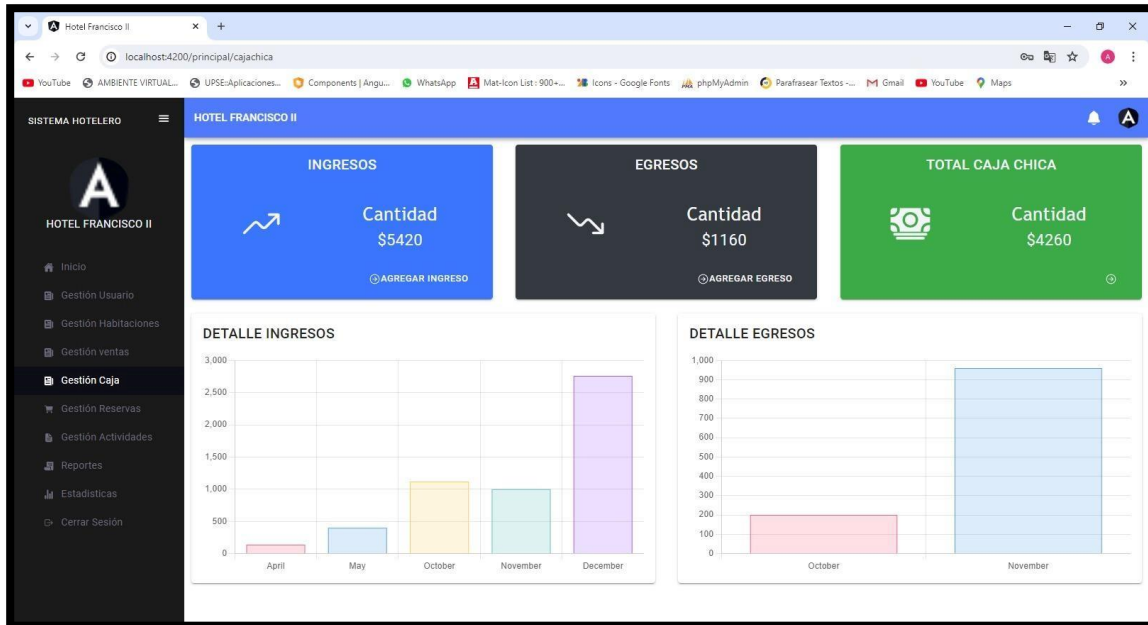 Hotel Francisco II
localhost:4200/principal/cajachica
YouTube AMBIENTE VIRTUAL... UPSE::Aplicaciones... Components | Angu... WhatsApp Mat-Icon List : 900+... Icons - Google Fonts phpMyAdmin Parafrasear Textos -... Gmail YouTube Maps »
SISTEMA HOTELERO
HOTEL FRANCISCO II
A
HOTEL FRANCISCO II
Inicio
Gestión Usuario
Gestión Habitaciones
Gestión ventas
Gestión Caja
Gestión Reservas
Gestión Actividades
Reportes
Estadisticas
Cerrar Sesión
INGRESOS
Cantidad
$5420
AGREGAR INGRESO
EGRESOS
Cantidad
$1160
AGREGAR EGRESO
TOTAL CAJA CHICA
Cantidad
$4260
DETALLE INGRESOS
3,000
2,500
2,000
1,500
1,000
500
0
April May October November December
DETALLE EGRESOS
1,000
900
800
700
600
500
400
300
200
100
0
October November